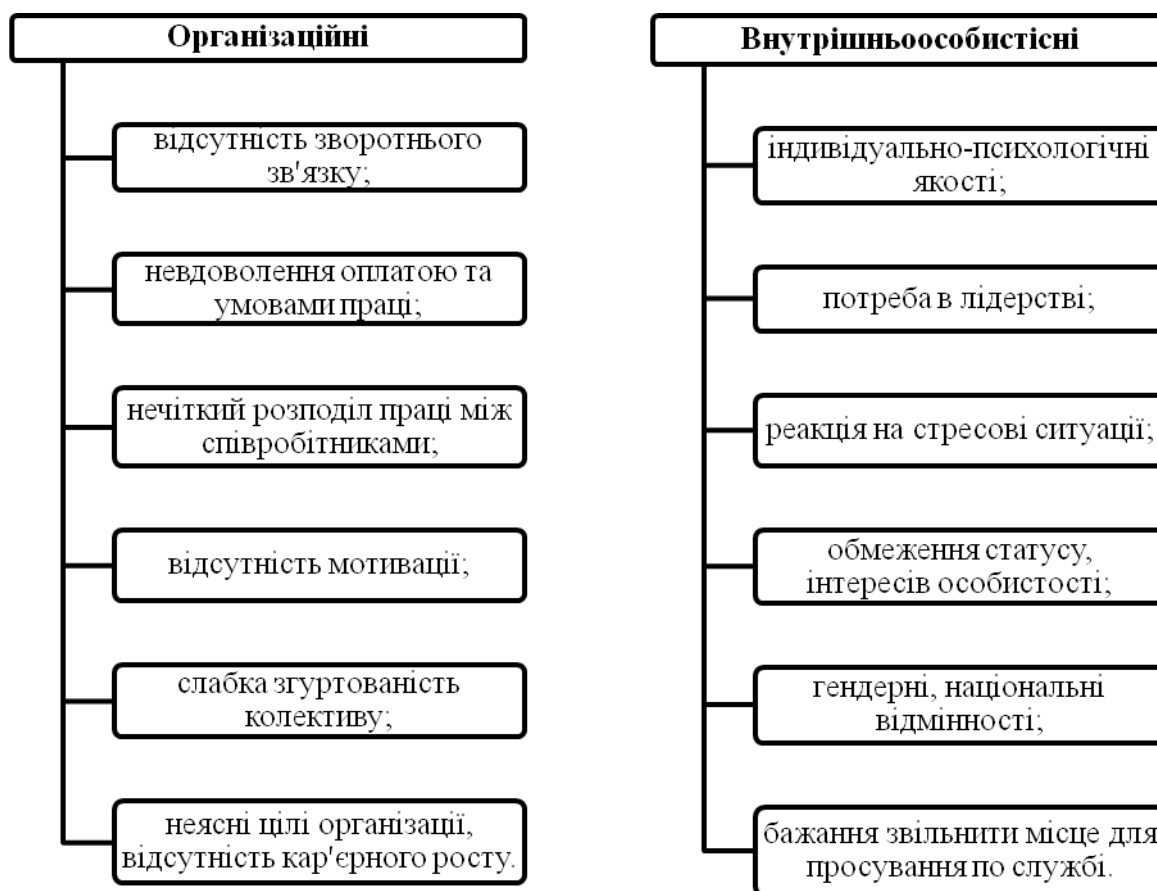 Організаційні
відсутність зворотнього
зв'язку;
невдоволення оплатою та
умовами праці;
нечіткий розподіл праці між
співробітниками;
відсутність мотивації;
слабка згуртованість
колективу;
неясні цілі організації,
відсутність кар'єрного росту.
Внутрішньоособистісні
індивідуально-психологічні
якості;
потреба в лідерстві;
реакція на стресові ситуації;
обмеження статусу,
інтересів особистості;
гендерні, національні
відмінності;
бажання звільнити місце для
просування по службі.